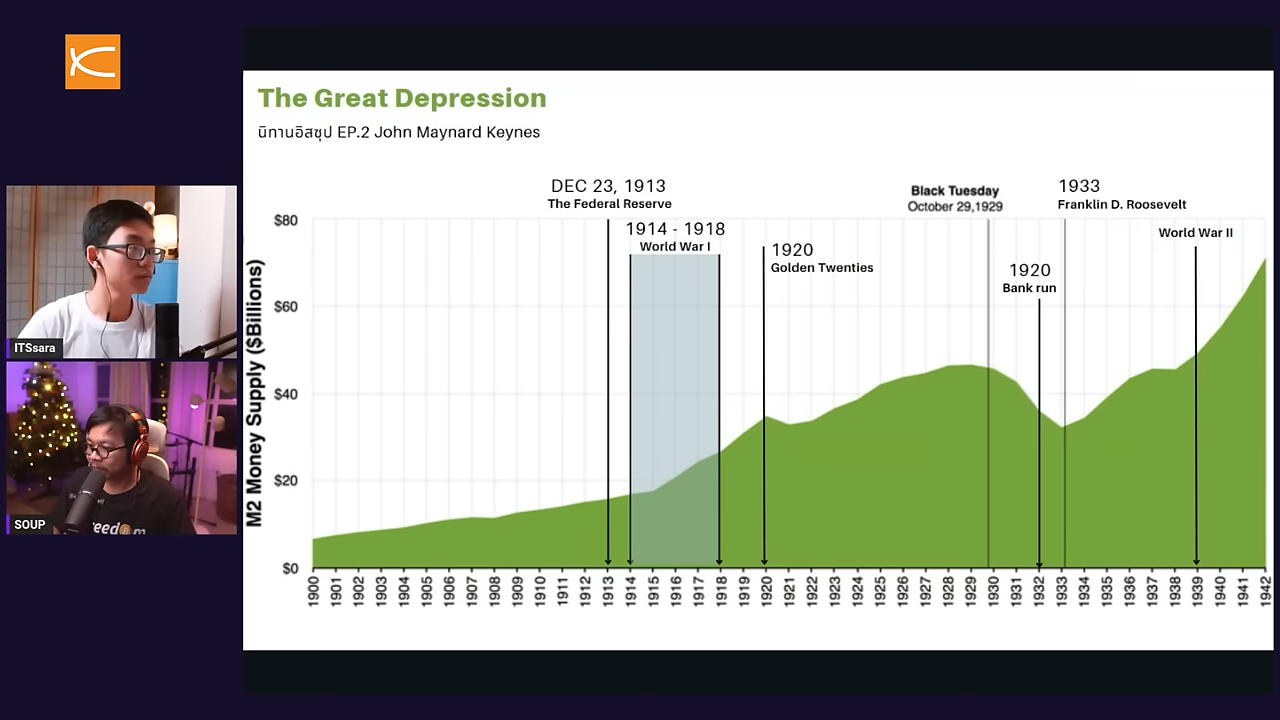 The Great Depression
นิทานอิสซุป EP.2 John Maynard Keynes
DEC 23, 1913
The Federal Reserve
1914 - 1918
World War I
1920
Golden Twenties
Black Tuesday
October 29,1929
1920
Bank run
1933
Franklin D. Roosevelt
World War II
M2 Money Supply ($Billions)
$80
$60
$40
$20
$0
1900 1901 1902 1903 1904 1905 1906 1907 1908 1909 1910 1911 1912 1913 1914 1915 1916 1917 1918 1919 1920 1921 1922 1923 1924 1925 1926 1927 1928 1929 1930 1931 1932 1933 1934 1935 1936 1937 1938 1939 1940 1941 1942
ITSsara
SOUP